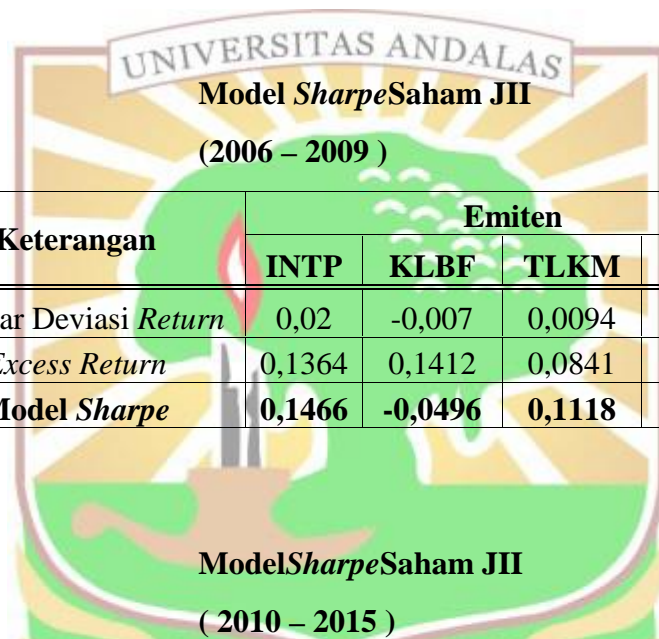 UNIVERSITAS ANDALAS
Model SharpeSaham JII
(2006 – 2009 )
Keterangan Emiten
INTP KLBF TLKM
Deviasi Return 0,02 -0,007 0,0094
Excess Return 0,1364 0,1412 0,0841
Model Sharpe 0,1466 -0,0496 0,1118
ModelSharpeSaham JII
( 2010 – 2015 )